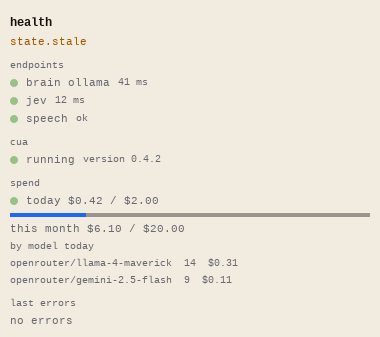 health
state.stale
endpoints
brain ollama 41 ms
jev 12 ms
speech ok
cua
running version 0.4.2
spend
today $0.42 / $2.00
this month $6.10 / $20.00
by model today
openrouter/llama-4-maverick 14 $0.31
openrouter/gemini-2.5-flash 9 $0.11
last errors
no errors